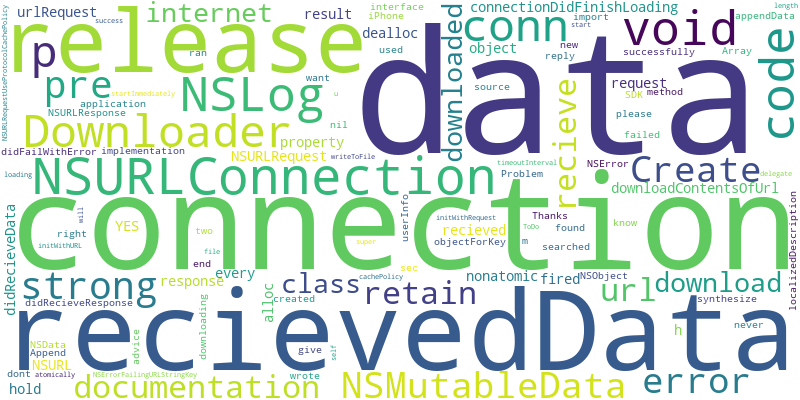 urlRequest
success
internet
result
interface
iPhone
connectionDidFinishLoading
import
appendData
length
release
p
dealloc
used
conn
object
start
new
reply
successfully
Array
void
code
NSURLRequestUseProtocolCachePolicy
pre
NSLog
ran
want
data
downloaded
source
request
SDK
method
application
startImmediately
u
NSURLResponse
Downloader
property
nil
please
failed
didFailWithError
implementation
NSURLRequest
writeToFile
timeoutInterval
NSError
recieve
Create
delegate
loading
NSURLConnection
Problem
downloadContentsOfUrl
connection
didRecieveData
YES
two
will
right
initWithURL
file
end
userInfo
initWithRequest
recieved
objectForKey
super
Thanks
ToDo
found
m
searched
know
localizedDescription
strong
response
every
class
sec
cachePolicy
nonatomic
fired
NSObject
url
download
didRecieveResponse
alloc
created
retain
synthesize
recievedData
NSData
Append
NSURL
advice
downloading
give
self
h
never
dont
atomically
NSErrorFailingURLStringKey
wrote
hold
documentation
NSMutableData
error